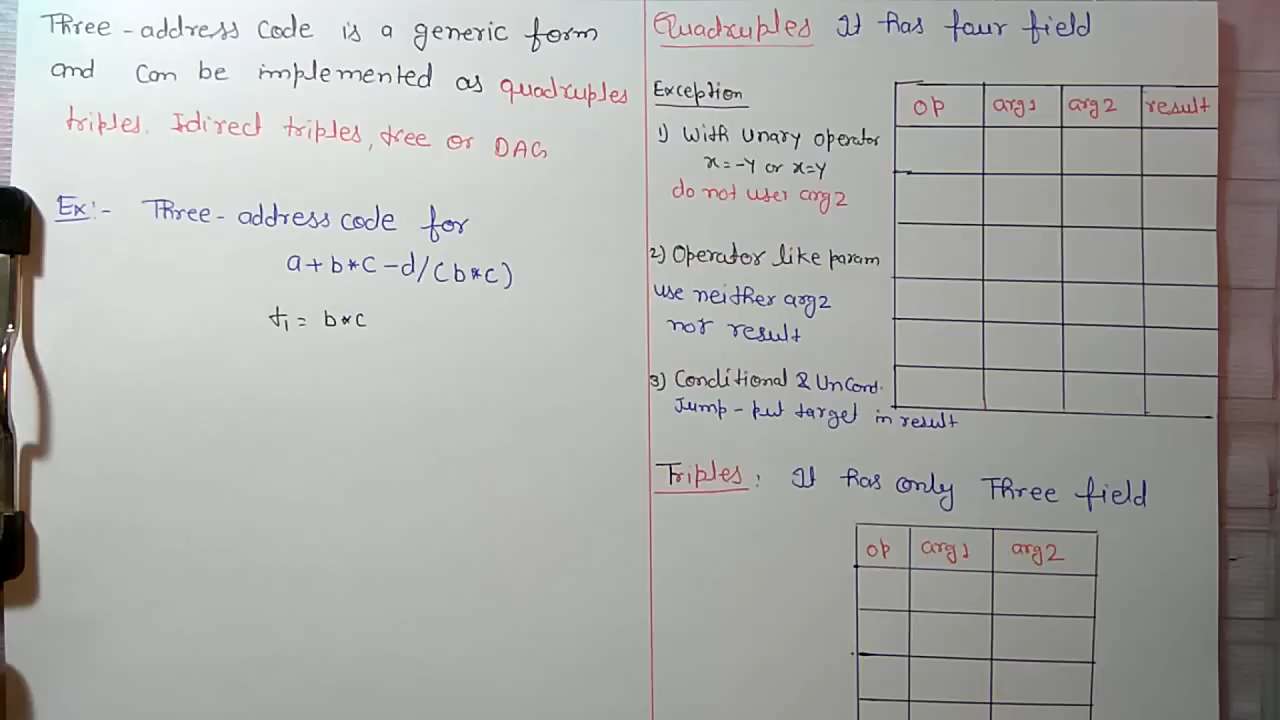 Three-address code is a generic form
and can be implemented as quadruples
triples. Idirect triples, tree or DAG
Ex:- Three-address code for
a+b*c-d/(b*c)
t1 = b*c
Quadruples It has four field
Exception
1) With Unary operator
x=-y or x=y
do not user arg2
2) Operator like param
use neither arg2
nor result
3) Conditional & UnCond.
Jump - put target in result
op arg1 arg2 result
Triples: It has only Three field
op arg1 arg2